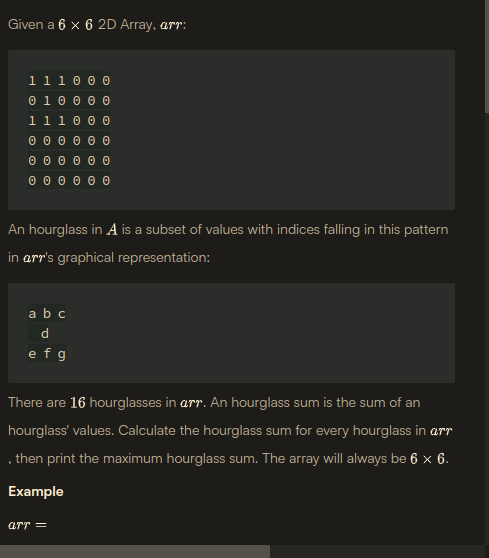 Given a 6 × 6 2D Array, arr:
1 1 1 0 0 0
0 1 0 0 0 0
1 1 1 0 0 0
0 0 0 0 0 0
0 0 0 0 0 0
0 0 0 0 0 0
An hourglass in A is a subset of values with indices falling in this pattern
in arr's graphical representation:
a b c
  d
e f g
There are 16 hourglasses in arr. An hourglass sum is the sum of an
hourglass' values. Calculate the hourglass sum for every hourglass in arr
, then print the maximum hourglass sum. The array will always be 6 × 6.
Example
arr =